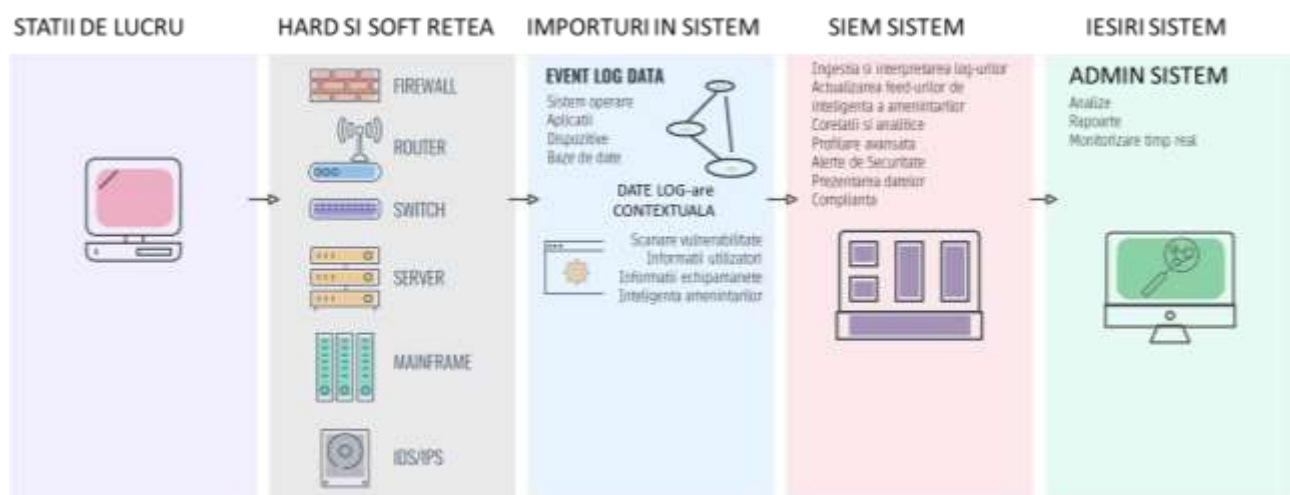 STATII DE LUCRU
HARD SI SOFT RETEA
IMPORTURI IN SISTEM
SIEM SISTEM
IESIRI SISTEM
FIREWALL
ROUTER
SWITCH
SERVER
MAINFRAME
IDS/IPS
EVENT LOG DATA
Sistem operare
Aplicatii
Dispozitive
Baze de date
DATE LOG-are
CONTEXTUALA
Scanare vulnerabilitate
Informatii utilizatori
Informatii echipamanete
Inteligenta amenintarilor
Ingestia si interpretarea log-urilor
Actualizarea feed-urilor de
inteligenta a amenintarilor
Corelatii si analitice
Profilare avansata
Alerte de Securitate
Prezentarea datelor
Complianta
ADMIN SISTEM
Analize
Rapoarte
Monitorizare timp real